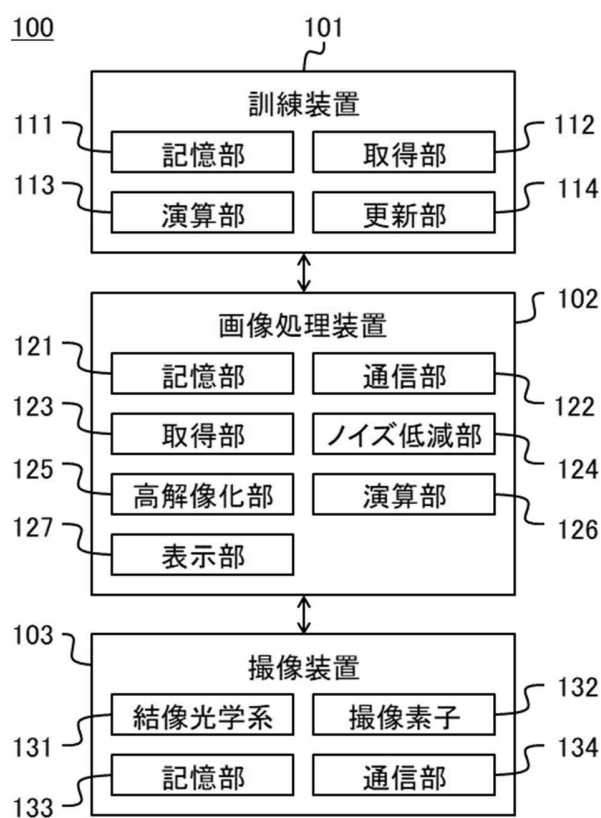 100
101
訓練装置
111
記憶部
取得部
112
113
演算部
更新部
114
102
画像処理装置
121
記憶部
通信部
122
123
取得部
ノイズ低減部
124
125
高解像化部
演算部
126
127
表示部
103
撮像装置
131
結像光学系
撮像素子
132
133
記憶部
通信部
134